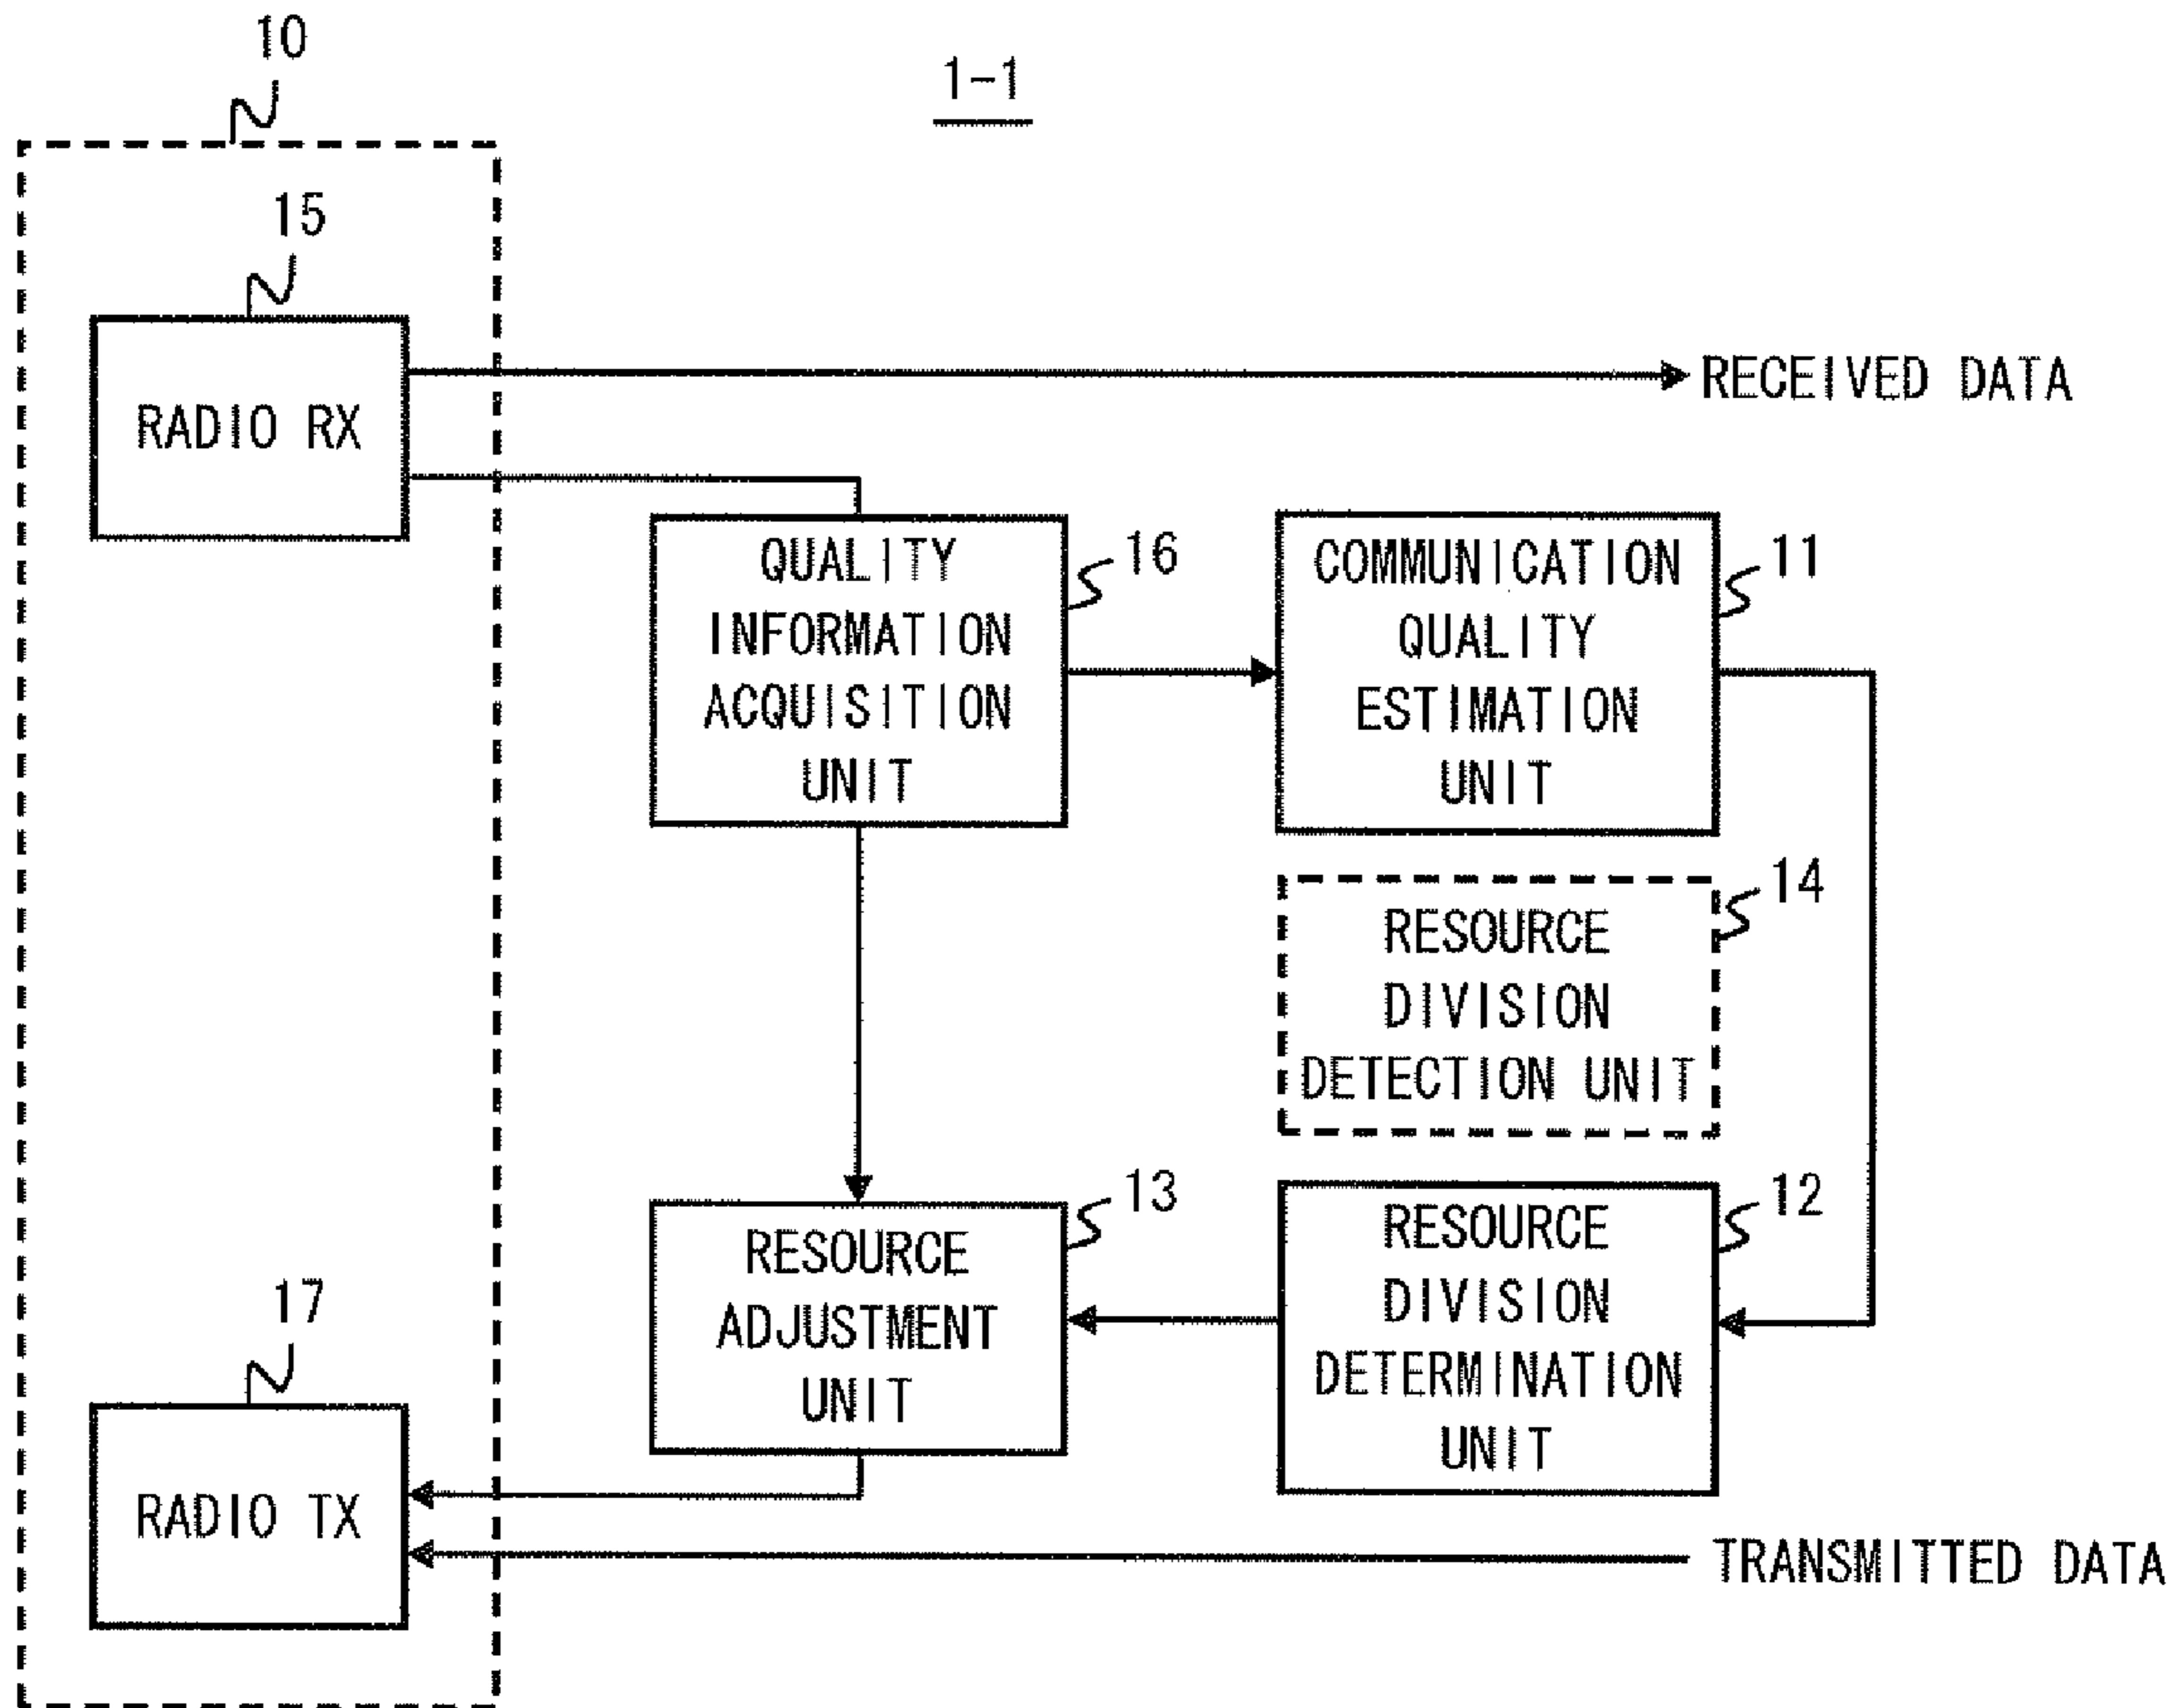 10
1-1
15
RADIO RX
RECEIVED DATA
QUALITY
INFORMATION
ACQUISITION
UNIT
16
COMMUNICATION
QUALITY
ESTIMATION
UNIT
11
RESOURCE
DIVISION
DETECTION UNIT
14
RESOURCE
ADJUSTMENT
UNIT
13
RESOURCE
DIVISION
DETERMINATION
UNIT
12
17
RADIO TX
TRANSMITTED DATA